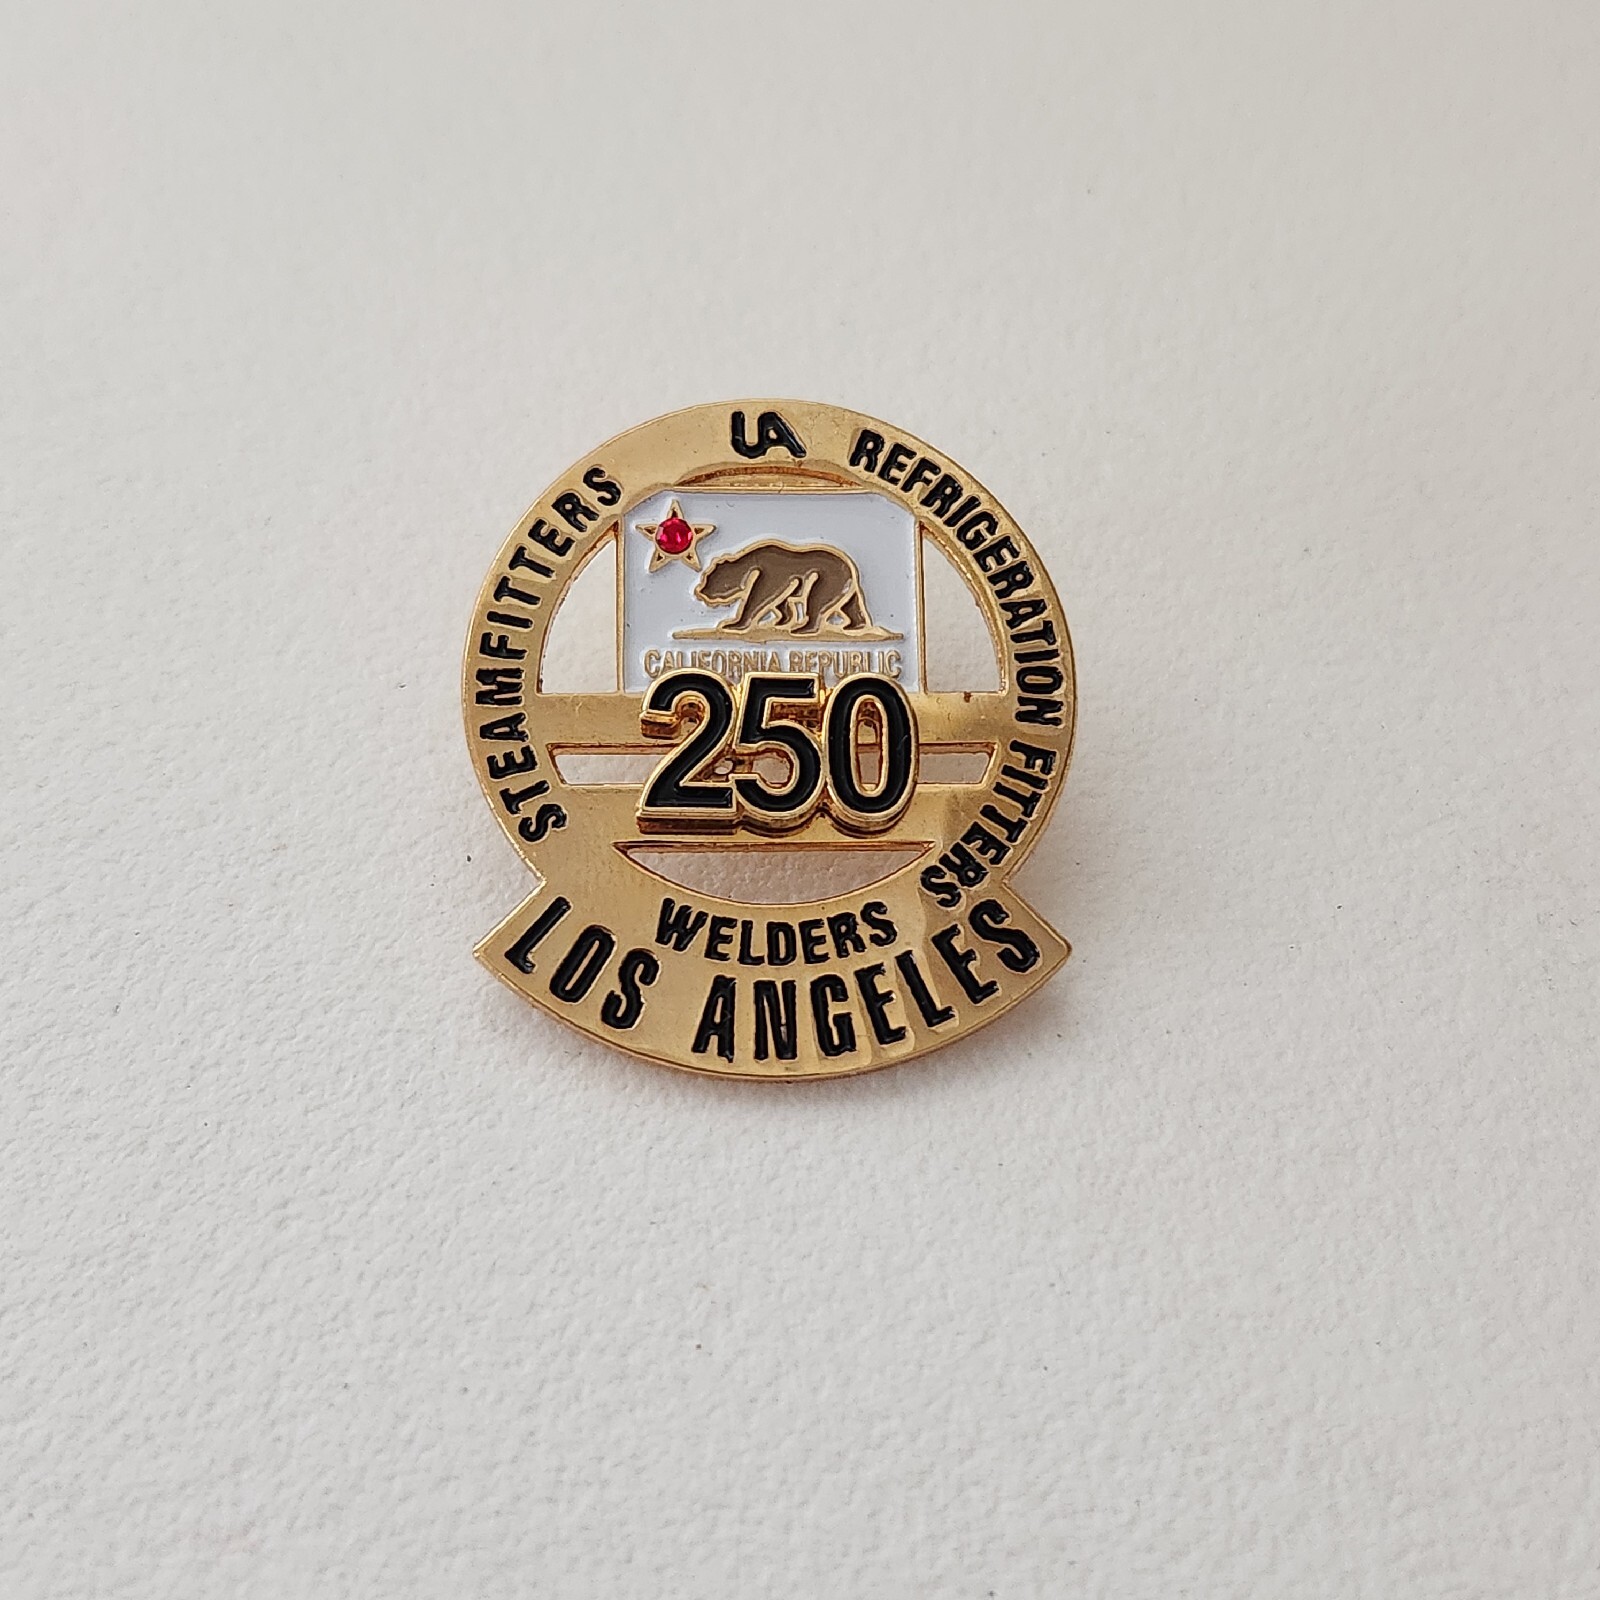 UA
STEAMFITTERS
REFRIGERATION FITTERS
CALIFORNIA REPUBLIC
250
WELDERS
LOS ANGELES